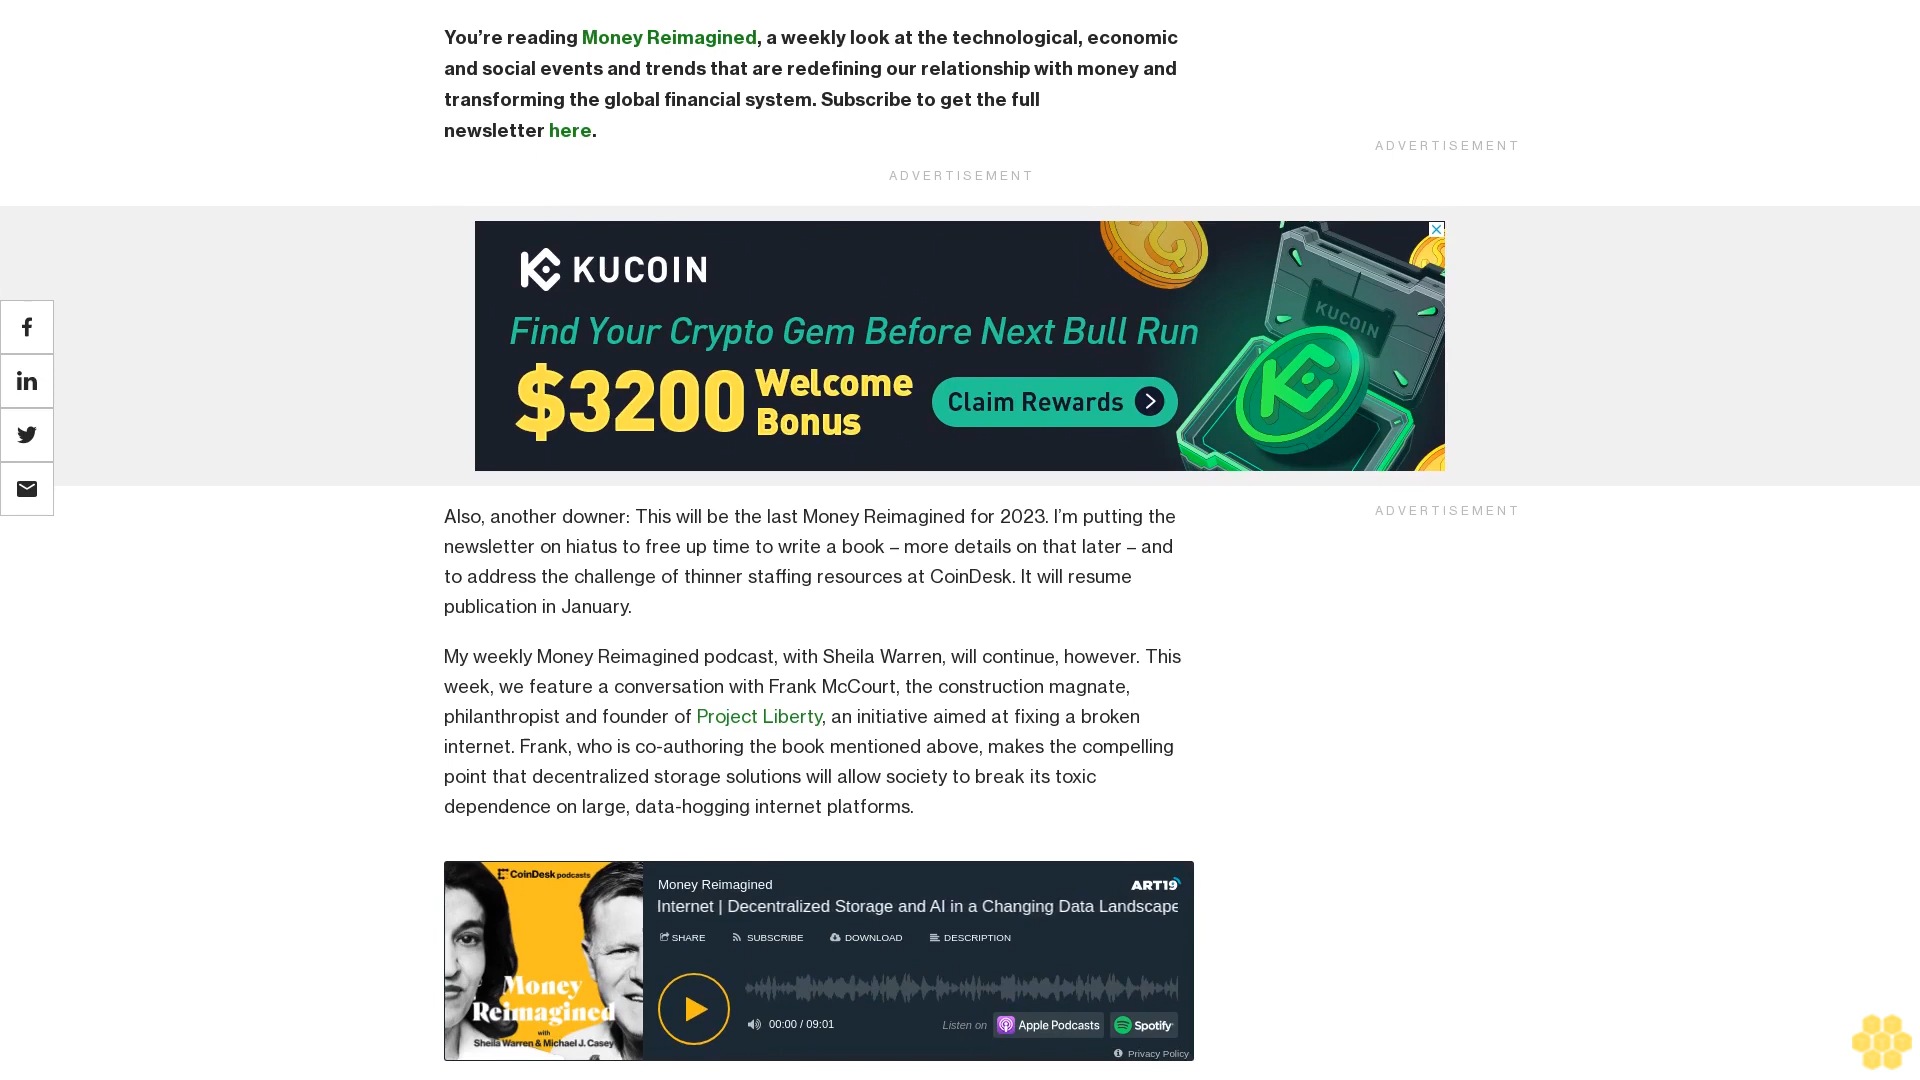 You’re reading Money Reimagined, a weekly look at the technological, economic
and social events and trends that are redefining our relationship with money and
transforming the global financial system. Subscribe to get the full
newsletter here.
ADVERTISEMENT
ADVERTISEMENT
KUCOIN
Find Your Crypto Gem Before Next Bull Run
$3200 Welcome Bonus
Claim Rewards
KUCOIN
Also, another downer: This will be the last Money Reimagined for 2023. I’m putting the
newsletter on hiatus to free up time to write a book – more details on that later – and
to address the challenge of thinner staffing resources at CoinDesk. It will resume
publication in January.
ADVERTISEMENT
My weekly Money Reimagined podcast, with Sheila Warren, will continue, however. This
week, we feature a conversation with Frank McCourt, the construction magnate,
philanthropist and founder of Project Liberty, an initiative aimed at fixing a broken
internet. Frank, who is co-authoring the book mentioned above, makes the compelling
point that decentralized storage solutions will allow society to break its toxic
dependence on large, data-hogging internet platforms.
CoinDesk podcasts
Money
Reimagined
with
Sheila Warren & Michael J. Casey
Money Reimagined
ART19
Internet | Decentralized Storage and AI in a Changing Data Landscape
SHARE SUBSCRIBE DOWNLOAD DESCRIPTION
00:00 / 09:01
Listen on Apple Podcasts Spotify
Privacy Policy